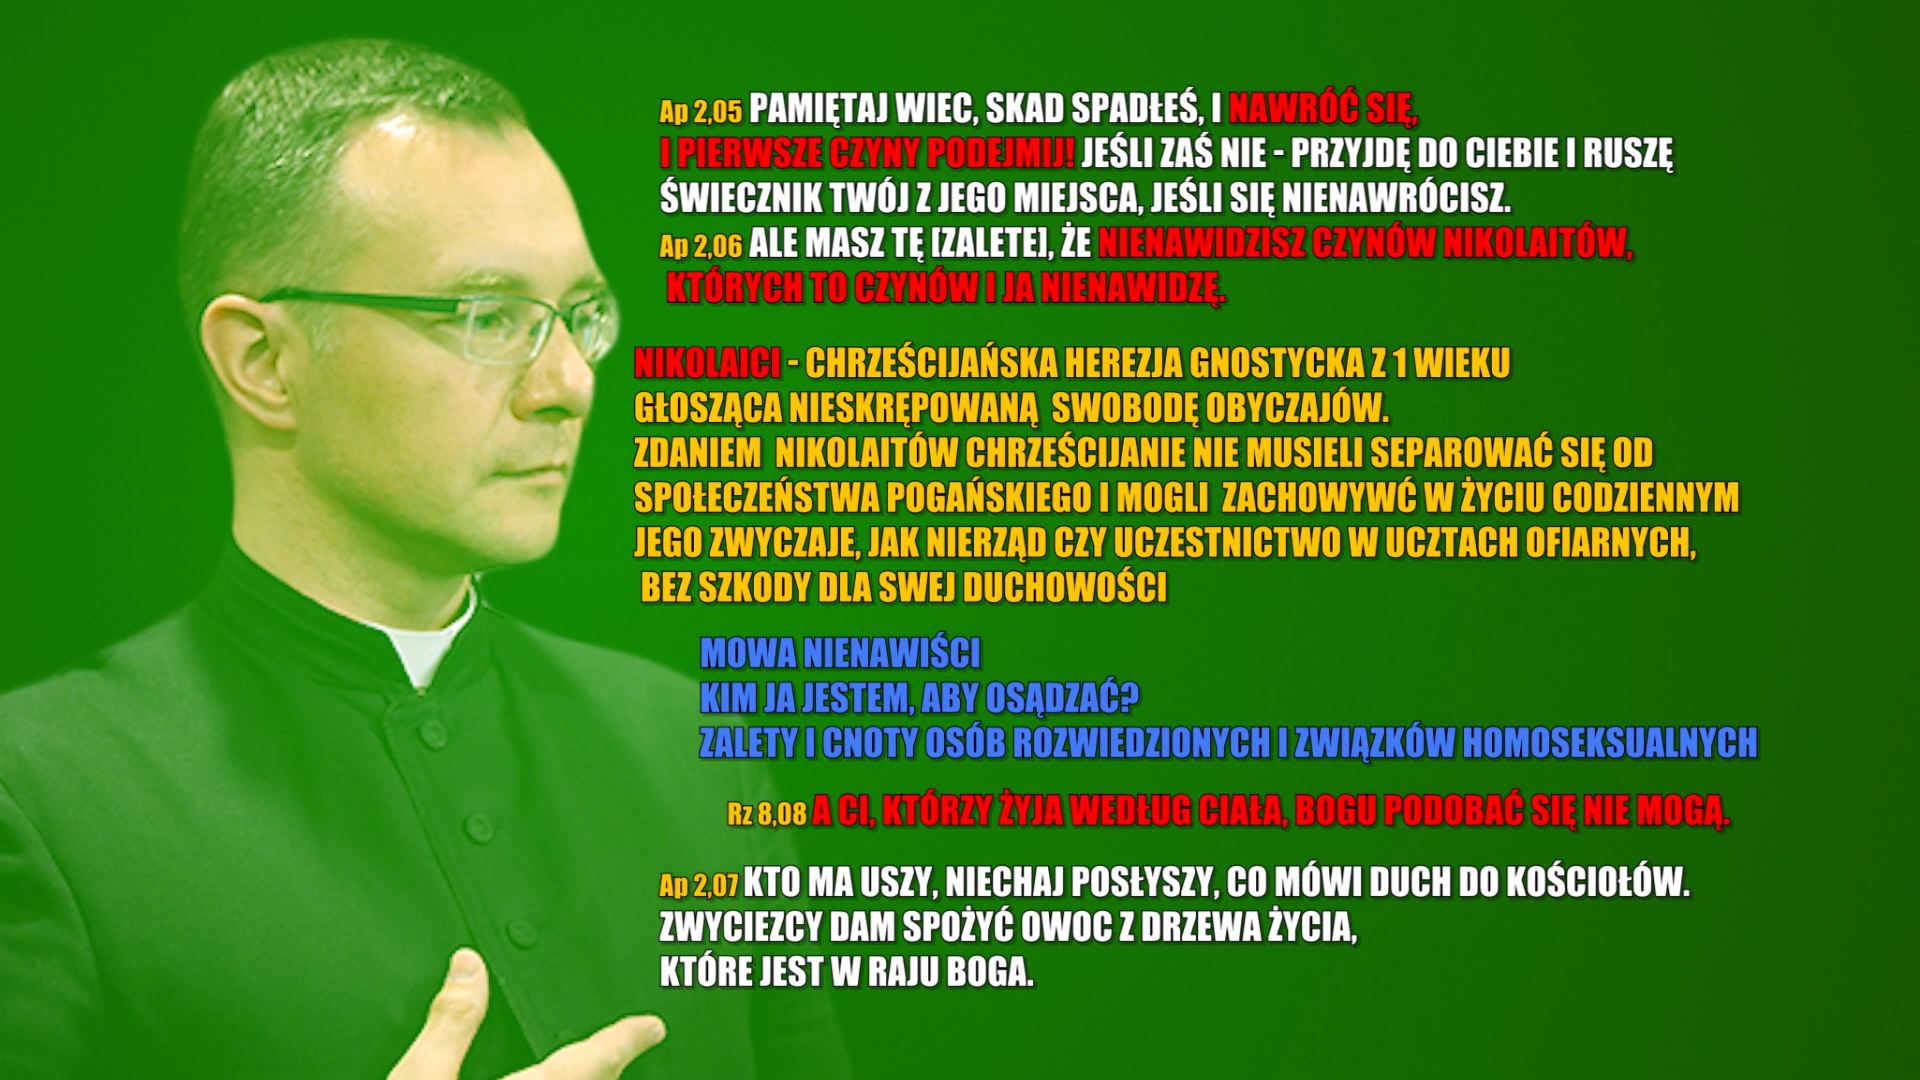 Ap 2,05 PAMIĘTAJ WIEC, SKAD SPADŁEŚ, I NAWRÓĆ SIĘ,
I PIERWSZE CZYNY PODEJMIJ! JEŚLI ZAŚ NIE - PRZYJDĘ DO CIEBIE I RUSZĘ
ŚWIECZNIK TWÓJ Z JEGO MIEJSCA, JEŚLI SIĘ NIENAWRÓCISZ.
Ap 2,06 ALE MASZ TĘ [ZALETE], ŻE NIENAWIDZISZ CZYNÓW NIKOLAITÓW,
KTÓRYCH TO CZYNÓW I JA NIENAWIDZĘ.
NIKOLAICI - CHRZEŚCIJAŃSKA HEREZJA GNOSTYCKA Z 1 WIEKU
GŁOSZĄCA NIESKRĘPOWANĄ SWOBODĘ OBYCZAJÓW.
ZDANIEM NIKOLAITÓW CHRZEŚCIJANIE NIE MUSIELI SEPAROWAĆ SIĘ OD
SPOŁECZEŃSTWA POGAŃSKIEGO I MOGLI ZACHOWYWĆ W ŻYCIU CODZIENNYM
JEGO ZWYCZAJE, JAK NIERZĄD CZY UCZESTNICTWO W UCZTACH OFIARNYCH,
BEZ SZKODY DLA SWEJ DUCHOWOŚCI
MOWA NIENAWIŚCI
KIM JA JESTEM, ABY OSĄDZAĆ?
ZALETY I CNOTY OSÓB ROZWIEDZIONYCH I ZWIĄZKÓW HOMOSEKSUALNYCH
Rz 8,08 A CI, KTÓRZY ŻYJA WEDŁUG CIAŁA, BOGU PODOBAĆ SIĘ NIE MOGĄ.
Ap 2,07 KTO MA USZY, NIECHAJ POSŁYSZY, CO MÓWI DUCH DO KOŚCIOŁÓW.
ZWYCIEZCY DAM SPOŻYĆ OWOC Z DRZEWA ŻYCIA,
KTÓRE JEST W RAJU BOGA.